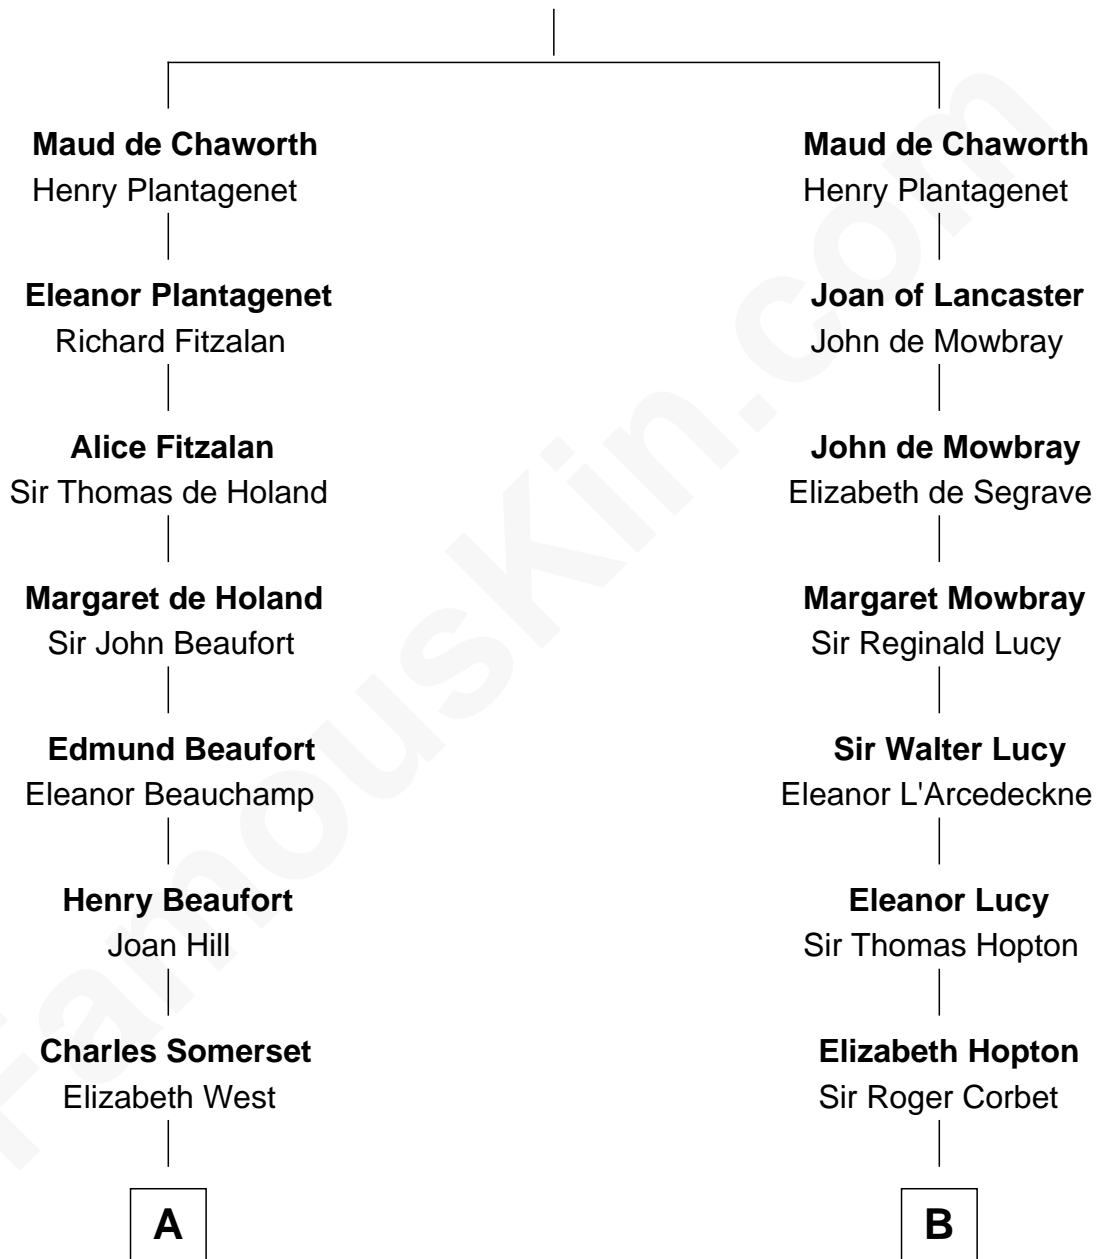 Maud de Chaworth
Henry Plantagenet
Eleanor Plantagenet
Richard Fitzalan
Alice Fitzalan
Sir Thomas de Holand
Margaret de Holand
Sir John Beaufort
Edmund Beaufort
Eleanor Beauchamp
Henry Beaufort
Joan Hill
Charles Somerset
Elizabeth West
A
Maud de Chaworth
Henry Plantagenet
Joan of Lancaster
John de Mowbray
John de Mowbray
Elizabeth de Segrave
Margaret Mowbray
Sir Reginald Lucy
Sir Walter Lucy
Eleanor L'Arcedeckne
Eleanor Lucy
Sir Thomas Hopton
Elizabeth Hopton
Sir Roger Corbet
B
FamousKin.com